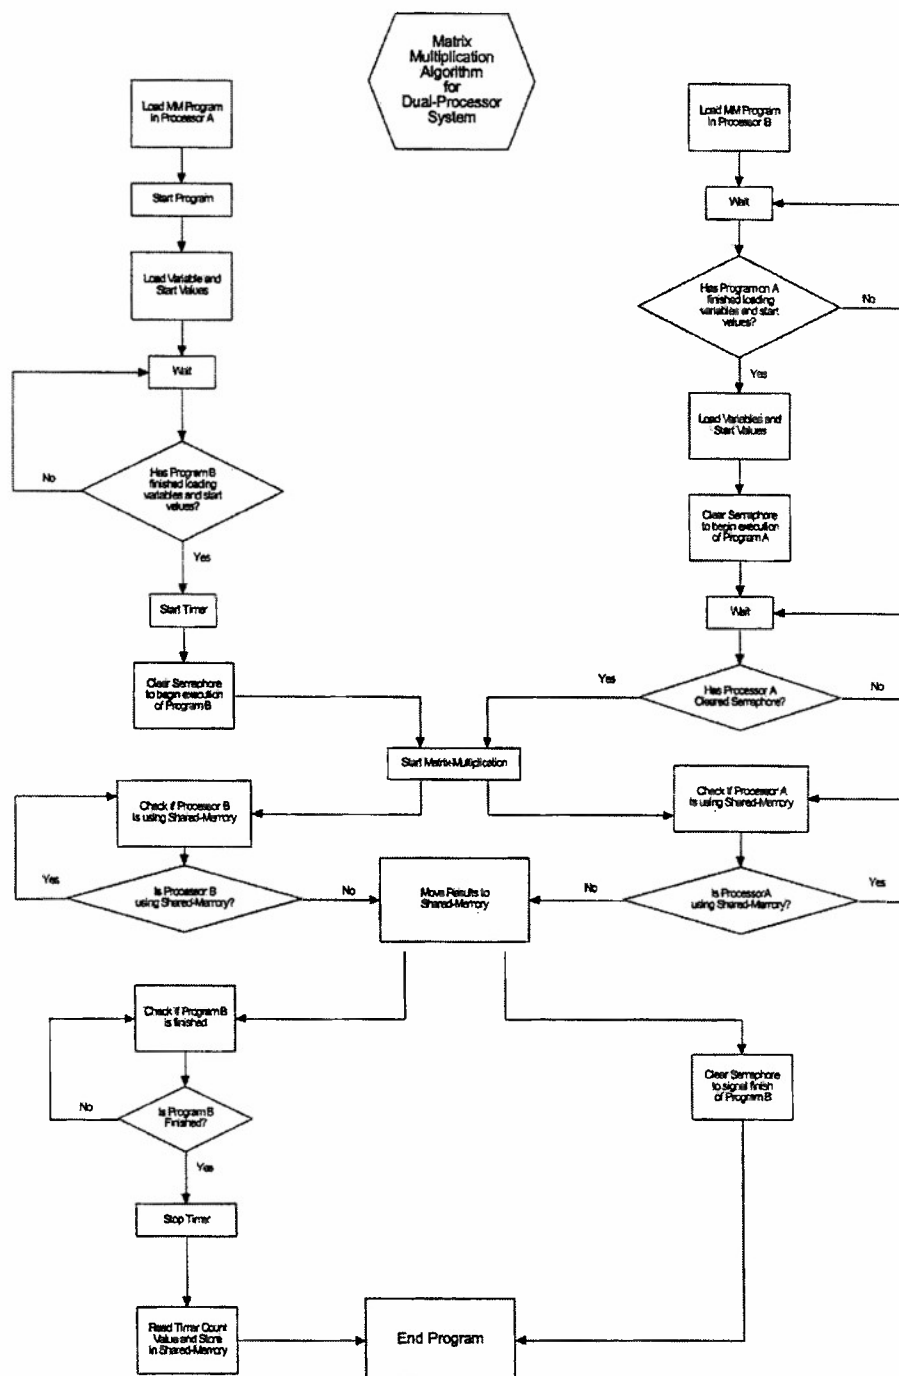 Matrix
Multiplication
Algorithm
for
Dual-Processor
System
Load MM Program
in Processor A
Start Program
Load Variable and
Start Values
Wait
Has Program B
finished loading
variables and start
values?
No
Yes
Start Timer
Clear Semaphore
to begin execution
of Program B
Load MM Program
in Processor B
Wait
Has Program on A
finished loading
variables and start
values?
No
Yes
Load Variables and
Start Values
Clear Semaphore
to begin execution
of Program A
Wait
Has Processor A
Cleared Semaphore?
Yes
No
Start Matrix-Multiplication
Check if Processor B
is using Shared-Memory
Is Processor B
using Shared-Memory?
Yes
No
Check if Processor A
is using Shared-Memory
Is Processor A
using Shared-Memory?
No
Yes
Move Results to
Shared-Memory
Check if Program B
is finished
Is Program B
Finished?
No
Yes
Stop Timer
Read Timer Count
Value and Store
in Shared-Memory
Clear Semaphore
to signal finish
of Program B
End Program